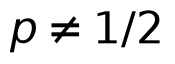 p ≠ 1/2